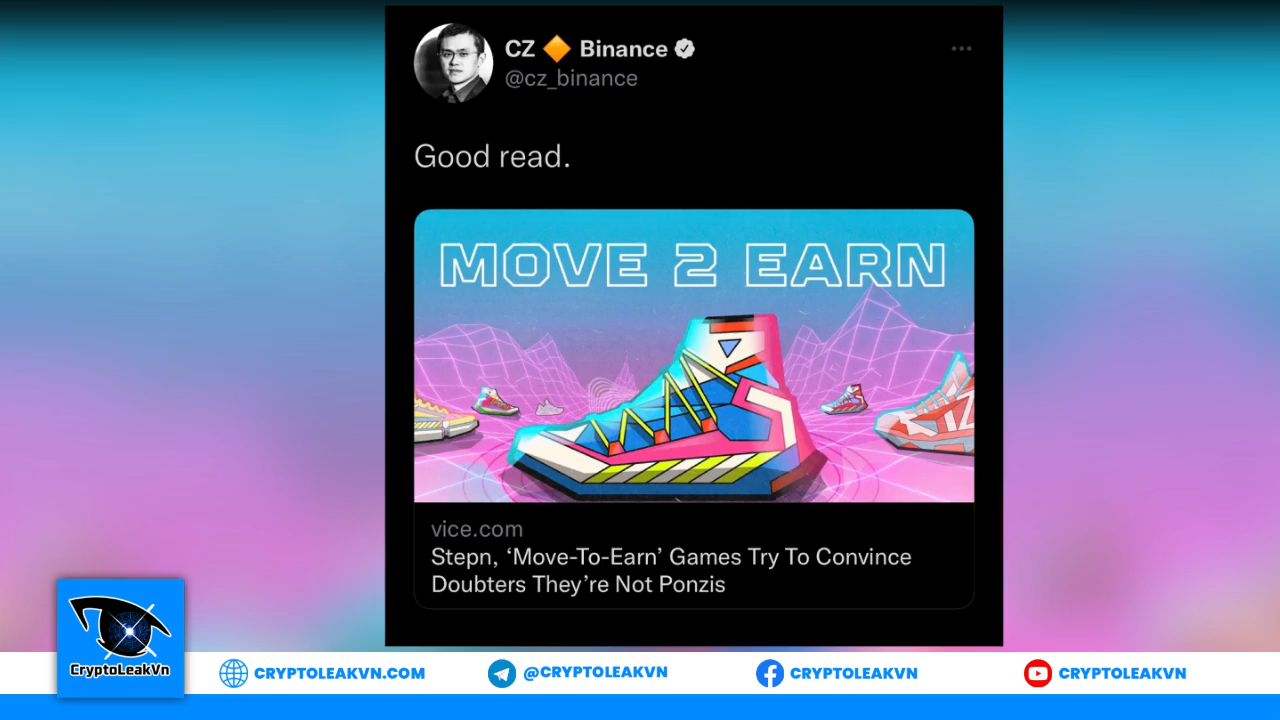 CZ 🔶 Binance
@cz_binance
Good read.
MOVE 2 EARN
vice.com
Stepn, ‘Move-To-Earn’ Games Try To Convince
Doubters They’re Not Ponzis
CryptoLeakVn
CRYPTOLEAKVN.COM
@CRYPTOLEAKVN
CRYPTOLEAKVN
CRYPTOLEAKVN